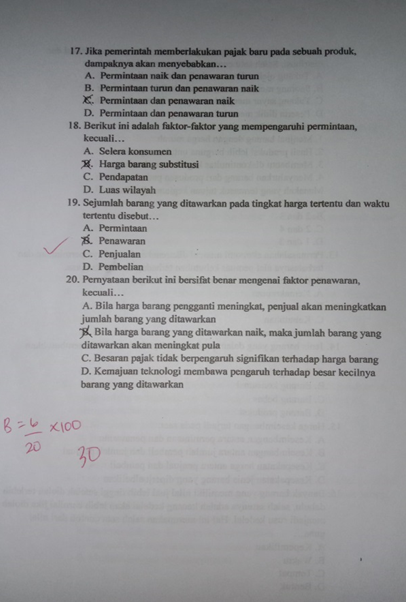 17. Jika pemerintah memberlakukan pajak baru pada sebuah produk,
dampaknya akan menyebabkan…
A. Permintaan naik dan penawaran turun
B. Permintaan turun dan penawaran naik
C. Permintaan dan penawaran naik
D. Permintaan dan penawaran turun
18. Berikut ini adalah faktor-faktor yang mempengaruhi permintaan,
kecuali…
A. Selera konsumen
B. Harga barang substitusi
C. Pendapatan
D. Luas wilayah
19. Sejumlah barang yang ditawarkan pada tingkat harga tertentu dan waktu
tertentu disebut…
A. Permintaan
B. Penawaran
C. Penjualan
D. Pembelian
20. Pernyataan berikut ini bersifat benar mengenai faktor penawaran,
kecuali…
A. Bila harga barang pengganti meningkat, penjual akan meningkatkan
jumlah barang yang ditawarkan
B. Bila harga barang yang ditawarkan naik, maka jumlah barang yang
ditawarkan akan meningkat pula
C. Besaran pajak tidak berpengaruh signifikan terhadap harga barang
D. Kemajuan teknologi membawa pengaruh terhadap besar kecilnya
barang yang ditawarkan
B = 6 x100
20
30